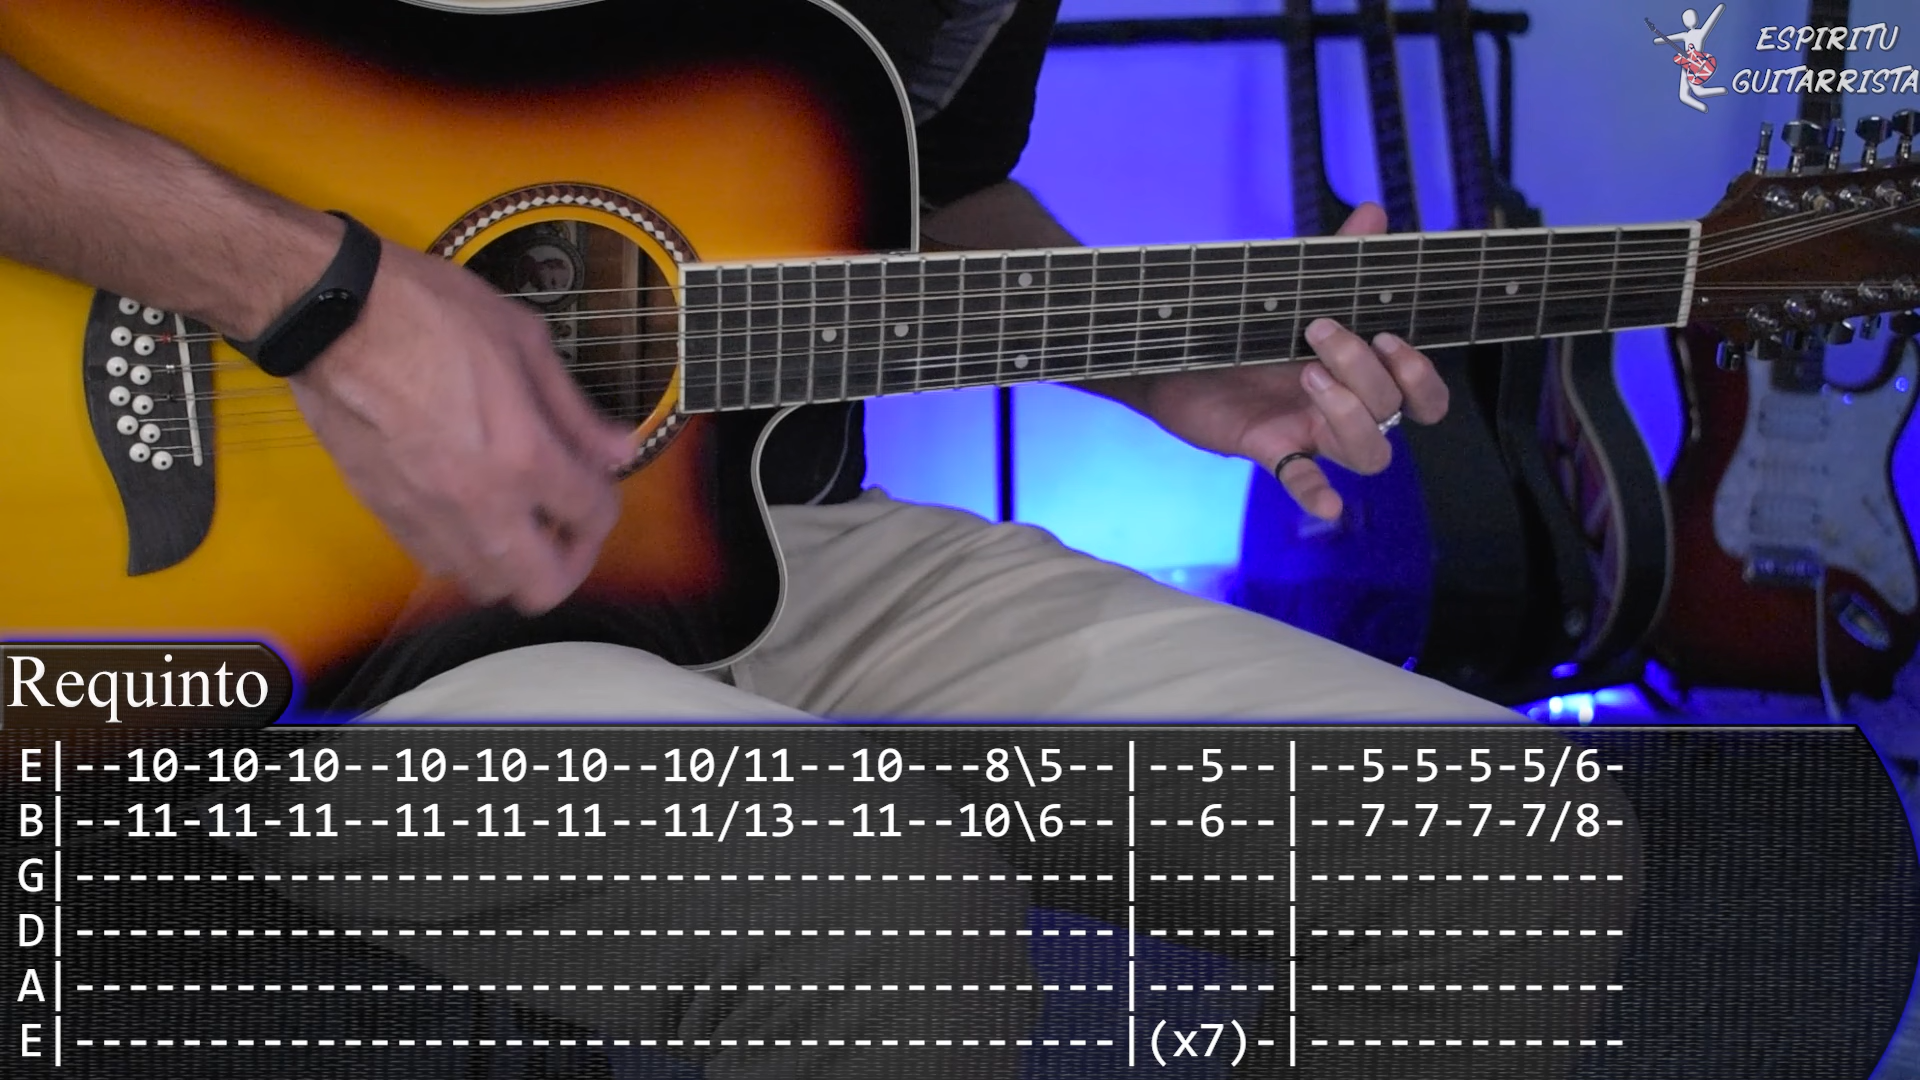 ESPIRITU
GUITARRISTA
Requinto
E|--10-10-10--10-10-10--10/11--10---8\5--|--5--|--5-5-5-5/6-
B|--11-11-11--11-11-11--11/13--11--10\6--|--6--|--7-7-7-7/8-
G|---------------------------------------|-----|------------
D|---------------------------------------|-----|------------
A|---------------------------------------|-----|------------
E|---------------------------------------|(x7)-|------------